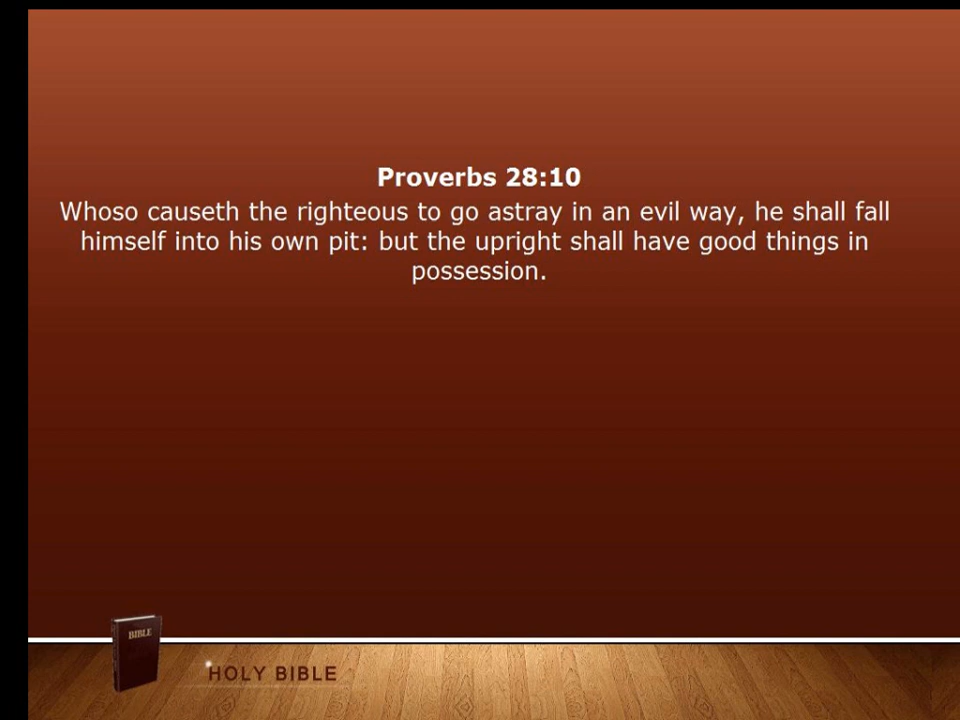 Proverbs 28:10
Whoso causeth the righteous to go astray in an evil way, he shall fall
himself into his own pit: but the upright shall have good things in
possession.
BIBLE
HOLY BIBLE